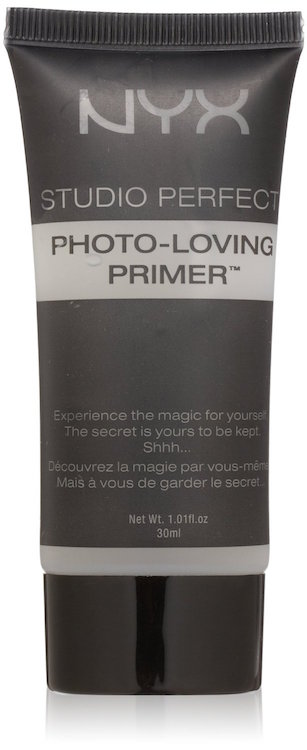 NYX
STUDIO PERFECT
PHOTO-LOVING
PRIMER™
Experience the magic for yourself.
The secret is yours to be kept.
Shhh...
Découvrez la magie par vous-même.
Mais à vous de garder le secret...
Net Wt. 1.01fl.oz
30ml